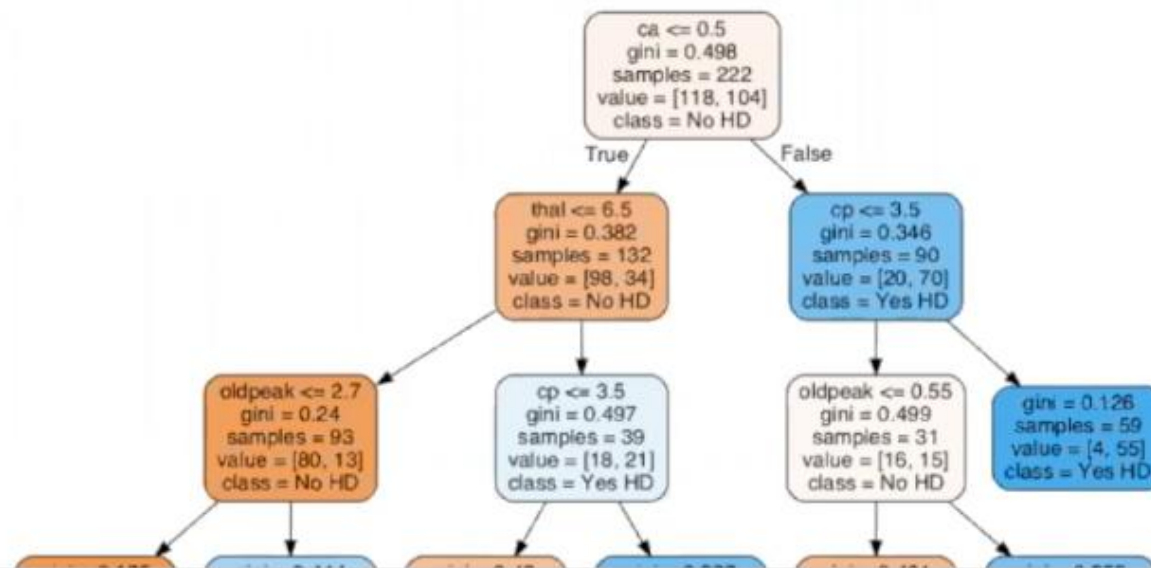 ca <= 0.5
gini = 0.498
samples = 222
value = [118, 104]
class = No HD
True
False
thal <= 6.5
gini = 0.382
samples = 132
value = [98, 34]
class = No HD
cp <= 3.5
gini = 0.346
samples = 90
value = [20, 70]
class = Yes HD
oldpeak <= 2.7
gini = 0.24
samples = 93
value = [80, 13]
class = No HD
cp <= 3.5
gini = 0.497
samples = 39
value = [18, 21]
class = Yes HD
oldpeak <= 0.55
gini = 0.499
samples = 31
value = [16, 15]
class = No HD
gini = 0.126
samples = 59
value = [4, 55]
class = Yes HD